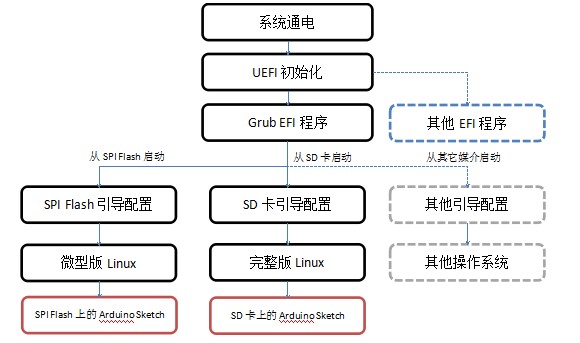 系统通电
UEFI 初始化
Grub EFI 程序
其他 EFI 程序
从 SPI Flash 启动
从 SD 卡启动
从其它媒介启动
SPI Flash 引导配置
SD 卡引导配置
其他引导配置
微型版 Linux
完整版 Linux
其他操作系统
SPI Flash 上的 Arduino Sketch
SD 卡上的 Arduino Sketch